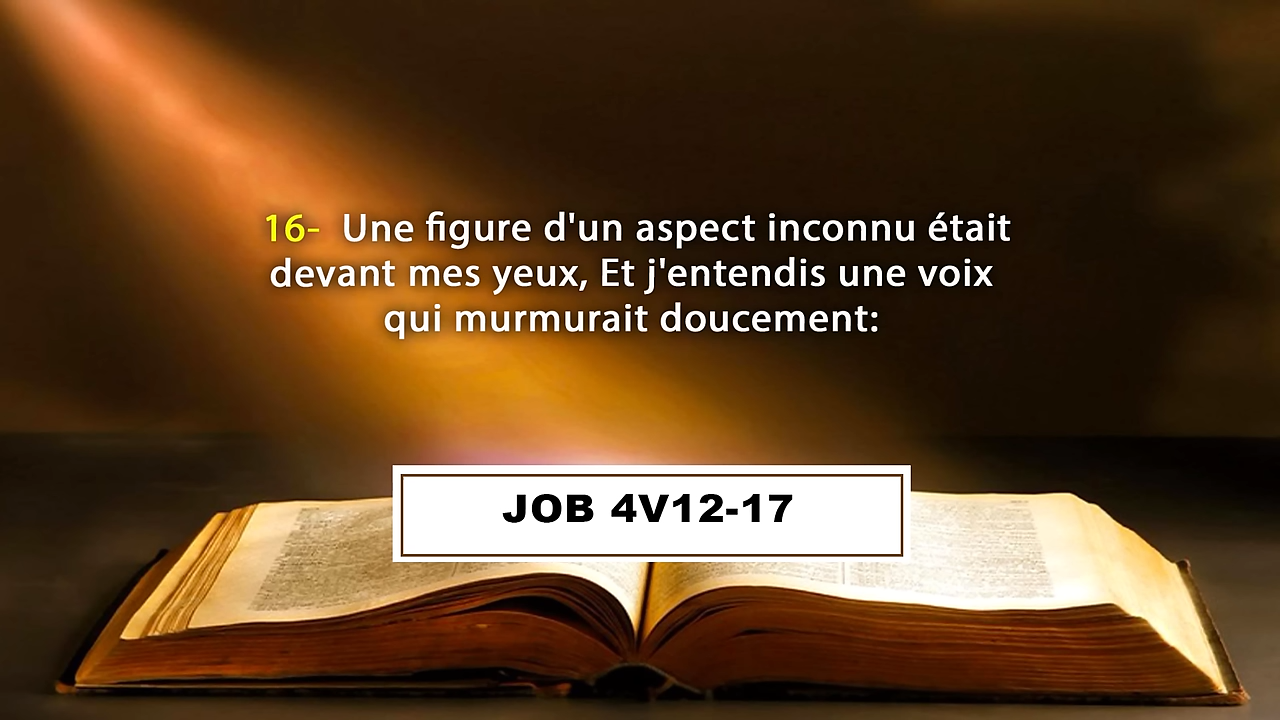 16- Une figure d'un aspect inconnu était
devant mes yeux, Et j'entendis une voix
qui murmurait doucement:
JOB 4V12-17